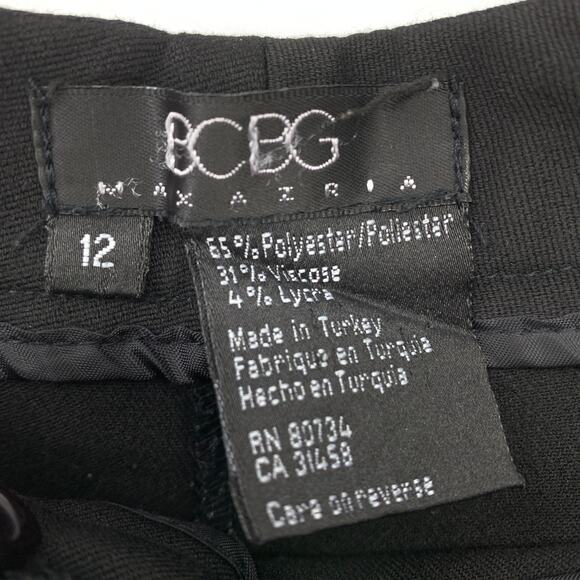 BCBG
MAXAZRIA
12
65% Polyester/Poliester
31% Viscose
4% Lycra
Made in Turkey
Fabrique en Turquie
Hecho en Turquia
RN 80734
CA 31458
Care on reverse